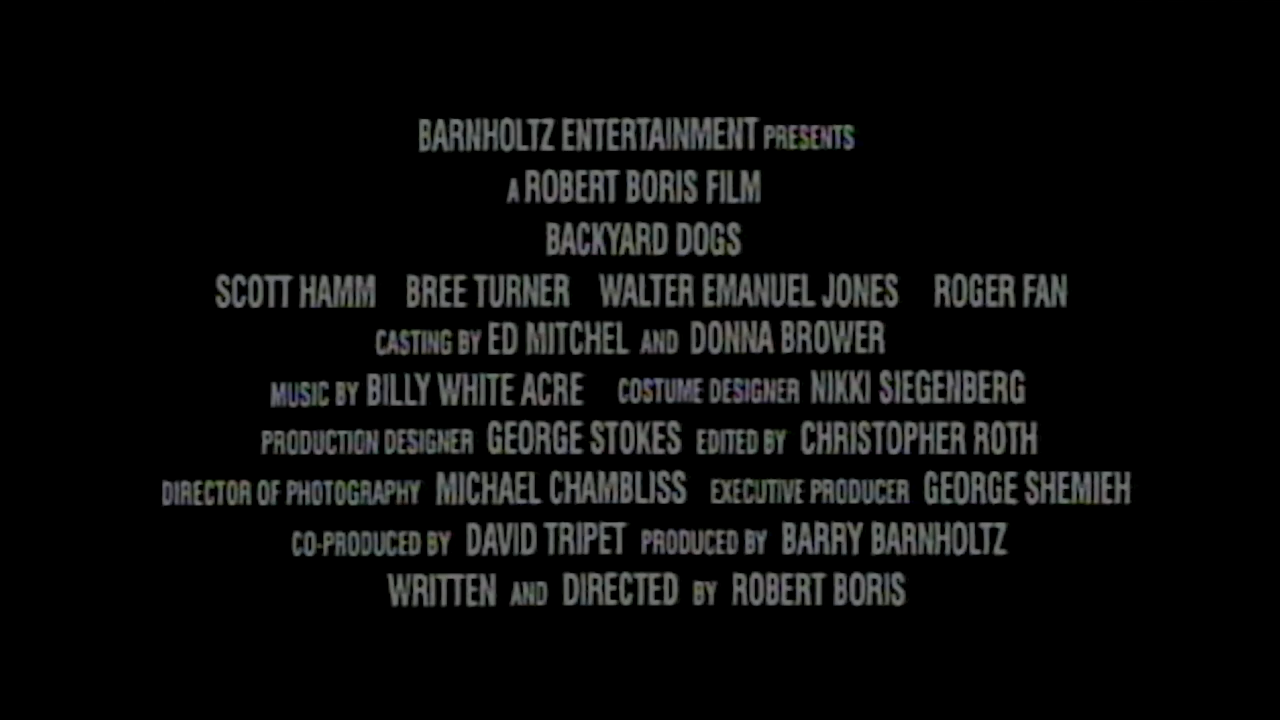 BARNHOLTZ ENTERTAINMENT PRESENTS
A ROBERT BORIS FILM
BACKYARD DOGS
SCOTT HAMM BREE TURNER WALTER EMANUEL JONES ROGER FAN
CASTING BY ED MITCHEL AND DONNA BROWER
MUSIC BY BILLY WHITE ACRE COSTUME DESIGNER NIKKI SIEGENBERG
PRODUCTION DESIGNER GEORGE STOKES EDITED BY CHRISTOPHER ROTH
DIRECTOR OF PHOTOGRAPHY MICHAEL CHAMBLISS EXECUTIVE PRODUCER GEORGE SHEMIEH
CO-PRODUCED BY DAVID TRIPET PRODUCED BY BARRY BARNHOLTZ
WRITTEN AND DIRECTED BY ROBERT BORIS